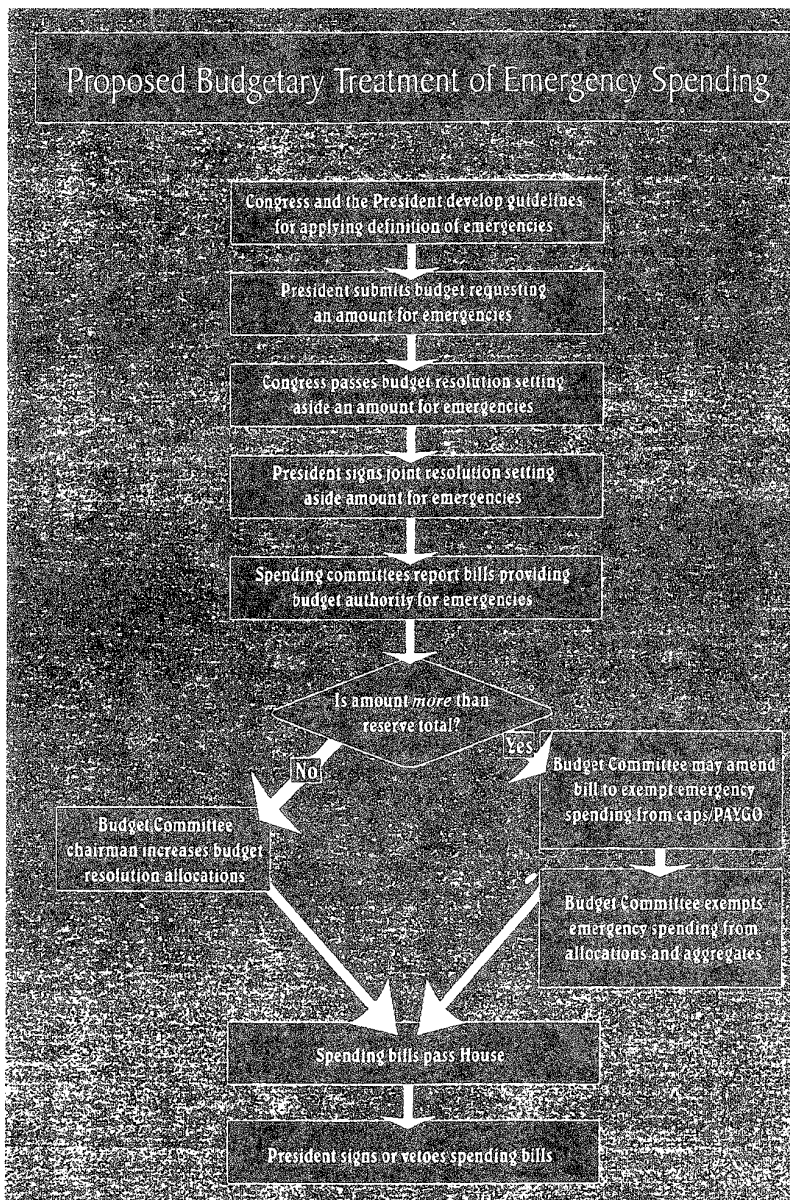 Proposed Budgetary Treatment of Emergency Spending
Congress and the President develop guidelines
for applying definition of emergencies
President submits budget requesting
an amount for emergencies
Congress passes budget resolution setting
aside an amount for emergencies
President signs joint resolution setting
aside amount for emergencies
Spending committees report bills providing
budget authority for emergencies
Is amount more than
reserve total?
No
Yes
Budget Committee
chairman increases budget
resolution allocations
Budget Committee may amend
bill to exempt emergency
spending from caps/PAYGO
Budget Committee exempts
emergency spending from
allocations and aggregates
Spending bills pass House
President signs or vetoes spending bills